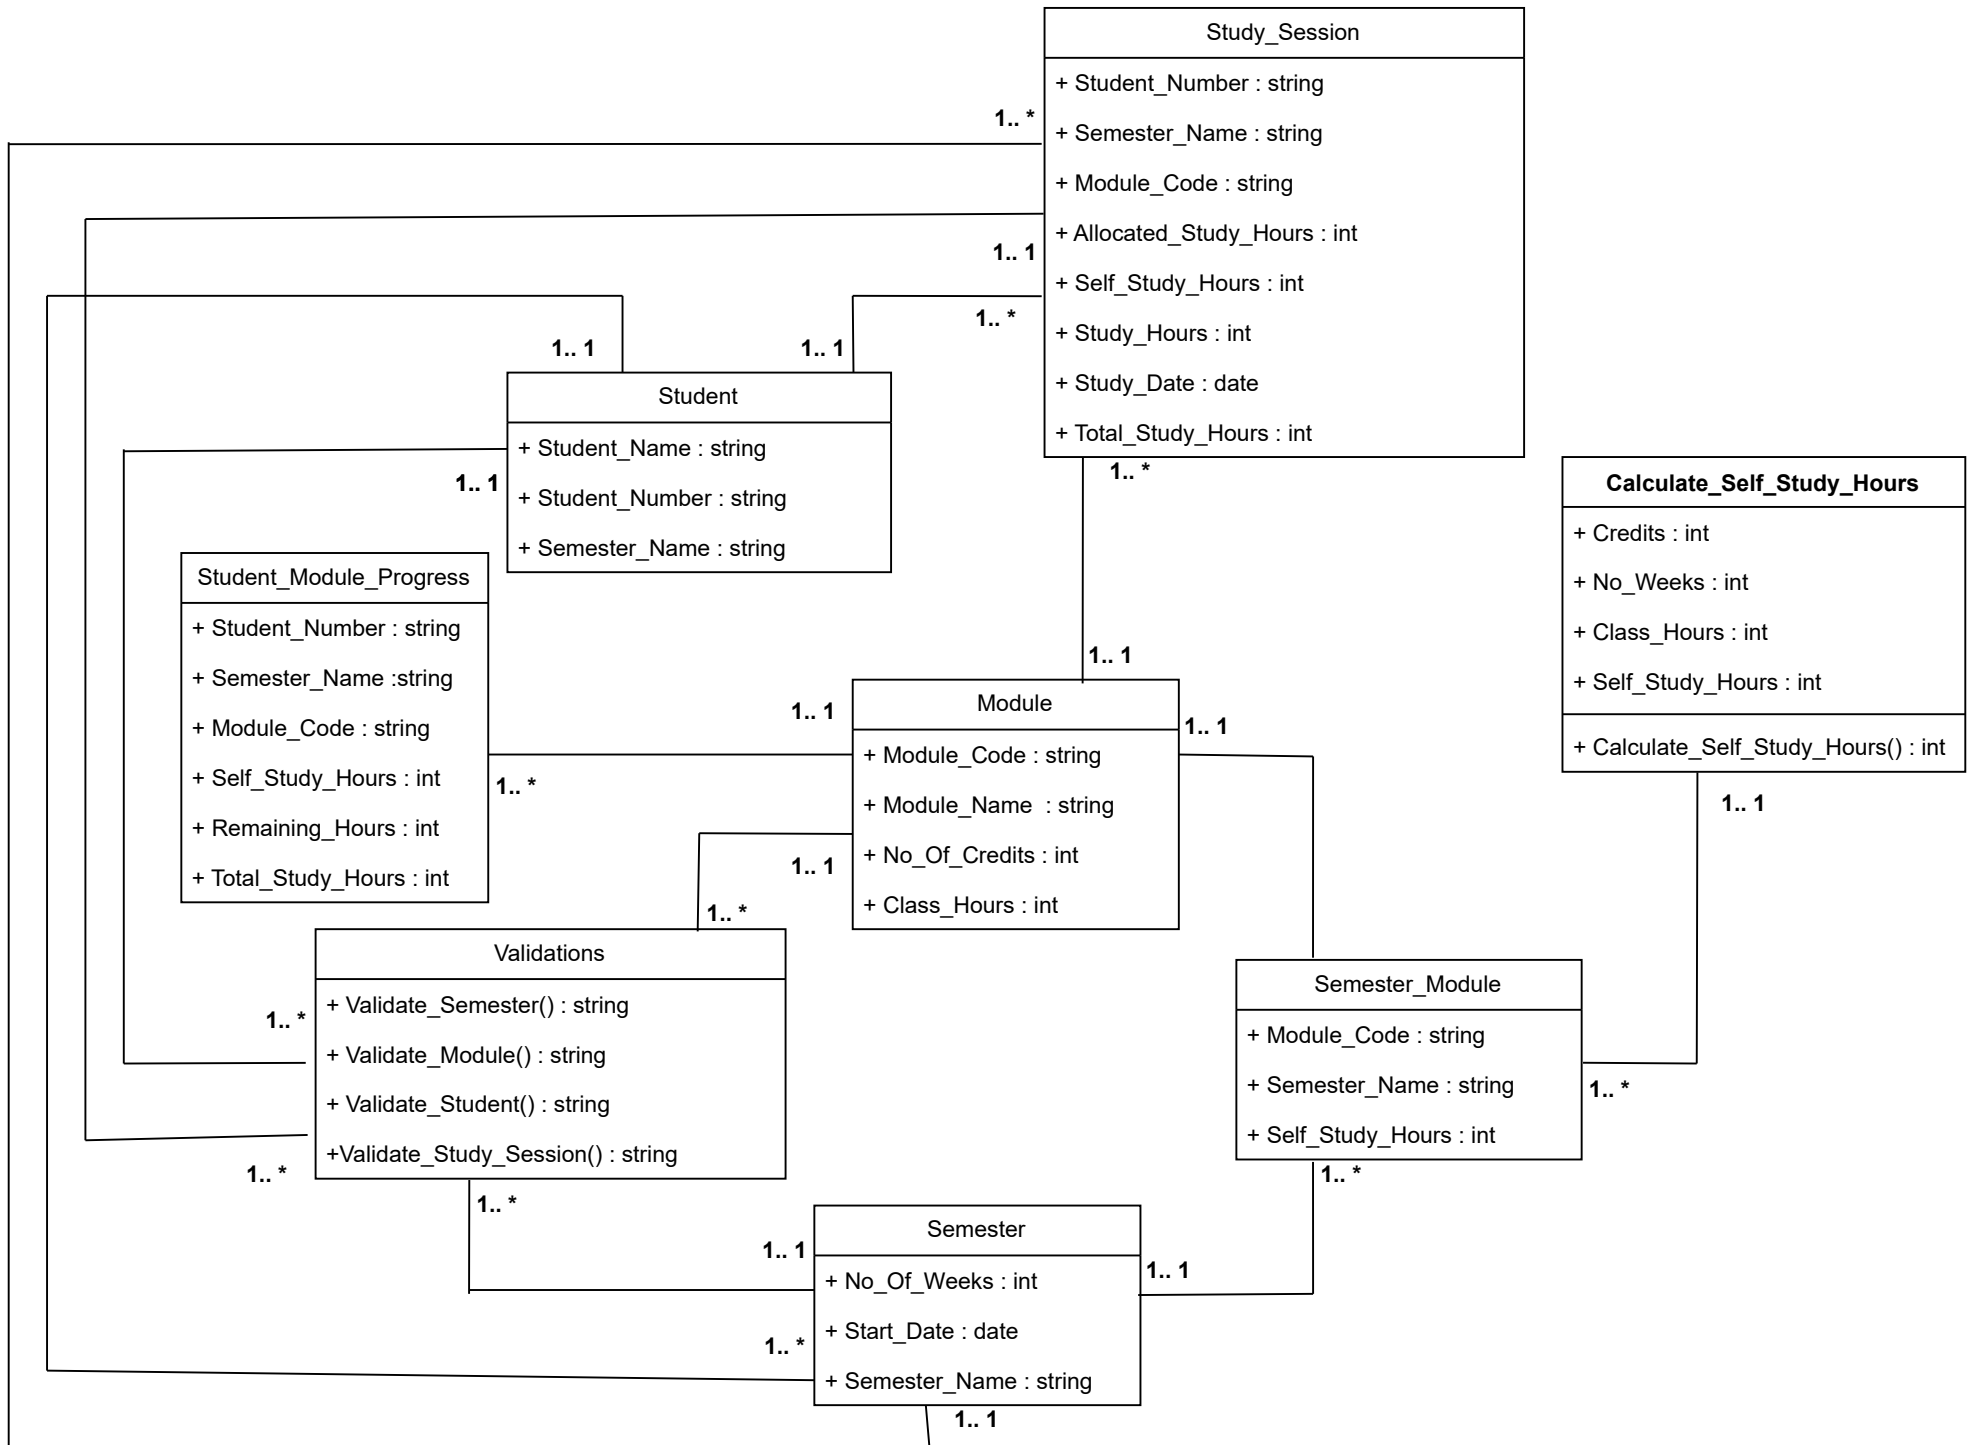 Study_Session
+ Student_Number : string
+ Semester_Name : string
+ Module_Code : string
+ Allocated_Study_Hours : int
+ Self_Study_Hours : int
+ Study_Hours : int
+ Study_Date : date
+ Total_Study_Hours : int
1.. *
1.. 1
1.. *
1.. *
1.. 1
1.. 1
Student
+ Student_Name : string
+ Student_Number : string
+ Semester_Name : string
1.. 1
Calculate_Self_Study_Hours
+ Credits : int
+ No_Weeks : int
+ Class_Hours : int
+ Self_Study_Hours : int
+ Calculate_Self_Study_Hours() : int
1.. 1
Student_Module_Progress
+ Student_Number : string
+ Semester_Name :string
+ Module_Code : string
+ Self_Study_Hours : int
+ Remaining_Hours : int
+ Total_Study_Hours : int
1.. *
1.. 1
1.. 1
1.. 1
Module
+ Module_Code : string
+ Module_Name : string
+ No_Of_Credits : int
+ Class_Hours : int
1.. 1
1.. *
Validations
+ Validate_Semester() : string
+ Validate_Module() : string
+ Validate_Student() : string
+Validate_Study_Session() : string
1.. *
1.. *
1.. *
Semester_Module
+ Module_Code : string
+ Semester_Name : string
+ Self_Study_Hours : int
1.. *
1.. *
Semester
+ No_Of_Weeks : int
+ Start_Date : date
+ Semester_Name : string
1.. 1
1.. 1
1.. *
1.. 1